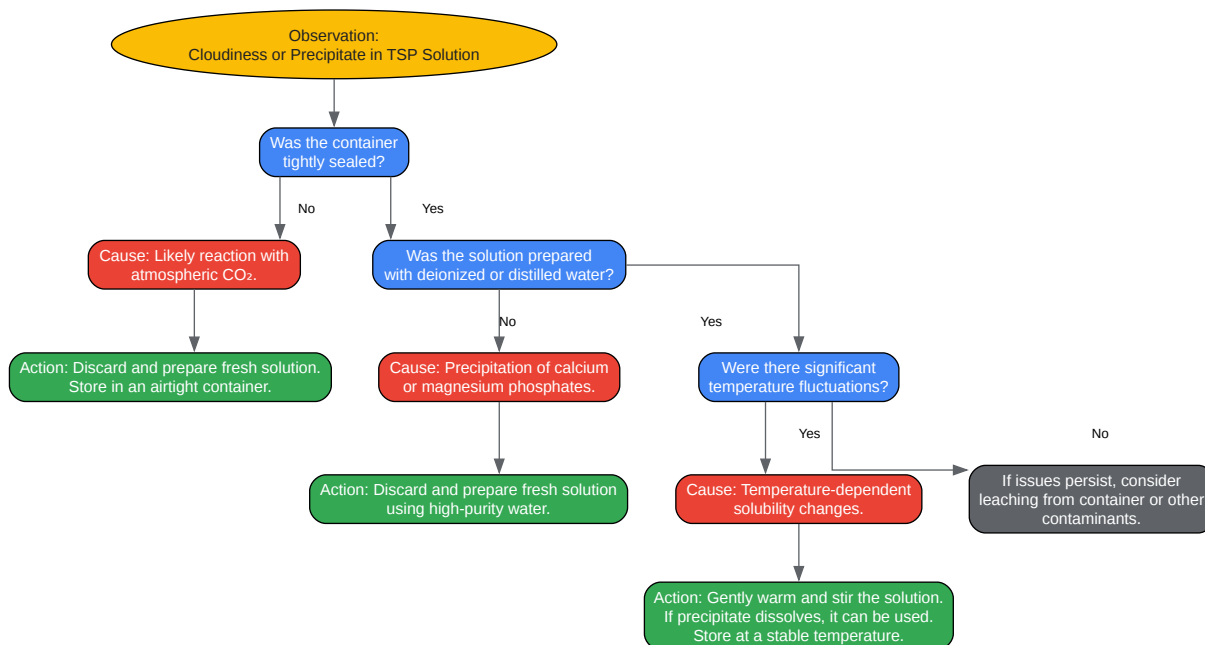 Observation:
Cloudiness or Precipitate in TSP Solution
Was the container
tightly sealed?
No
Yes
Cause: Likely reaction with
atmospheric CO₂.
Was the solution prepared
with deionized or distilled water?
No
Yes
Action: Discard and prepare fresh solution.
Store in an airtight container.
Cause: Precipitation of calcium
or magnesium phosphates.
Were there significant
temperature fluctuations?
Yes
No
Action: Discard and prepare fresh solution
using high-purity water.
Cause: Temperature-dependent
solubility changes.
If issues persist, consider
leaching from container or other
contaminants.
Action: Gently warm and stir the solution.
If precipitate dissolves, it can be used.
Store at a stable temperature.